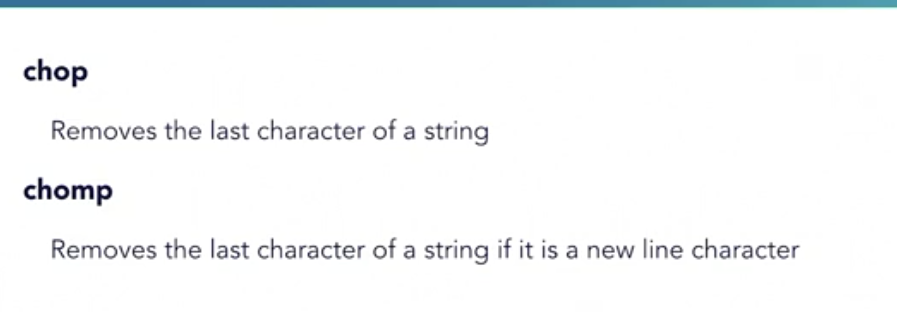 chop
Removes the last character of a string
chomp
Removes the last character of a string if it is a new line character